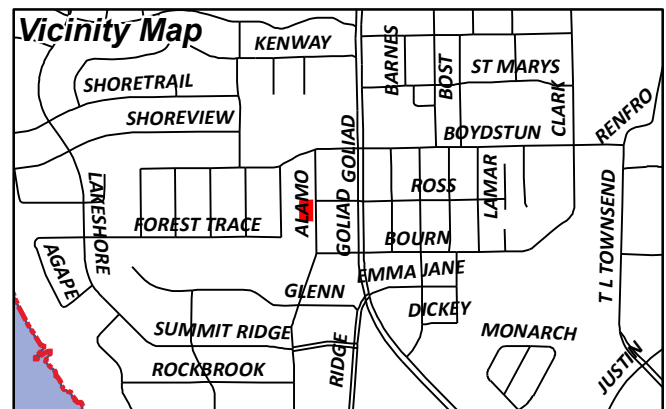 Vicinity Map
KENWAY
BARNES
BOST
ST MARYS
SHORETRAIL
SHOREVIEW
CLARK
RENFRO
BOYDSTUN
GOLIAD
LAKESHORE
ALAMO
ROSS
LAMAR
GOLIAD
FOREST TRACE
BOURN
T L TOWNSEND
AGAPE
EMMA JANE
GLENN
DICKEY
SUMMIT RIDGE
MONARCH
RIDGE
ROCKBROOK
JUSTIN